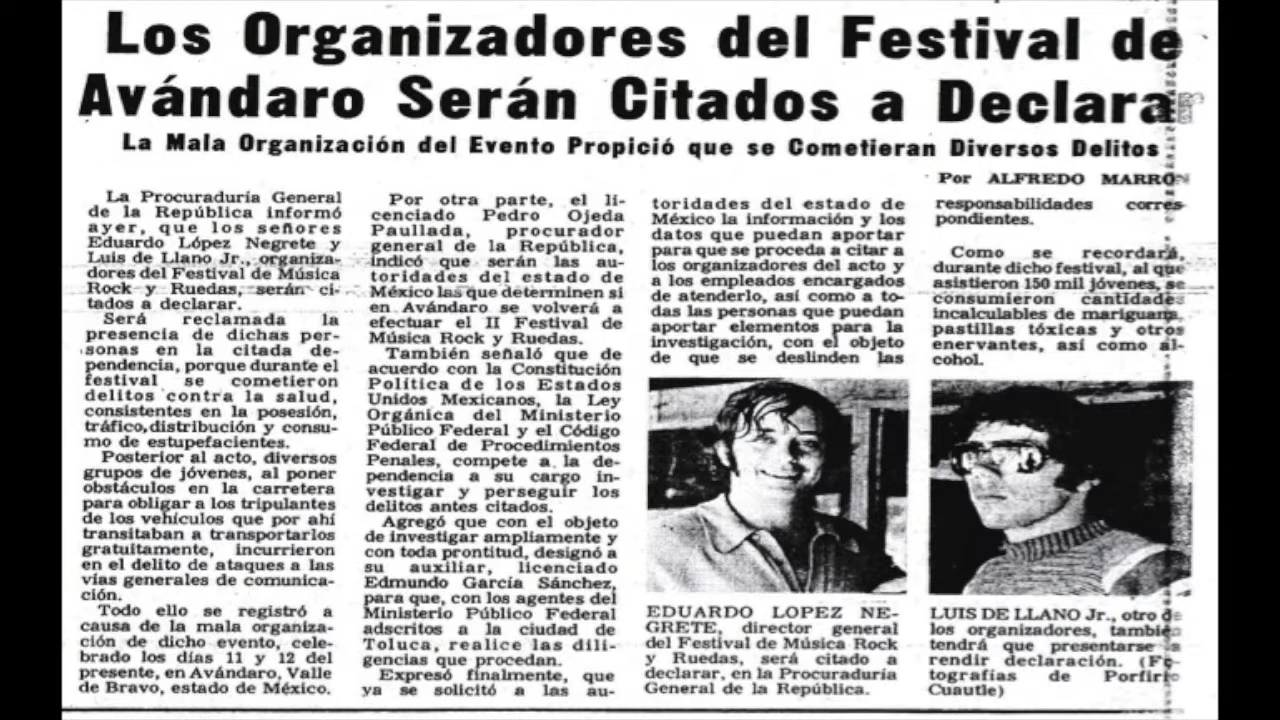 Los Organizadores del Festival de
Avándaro Serán Citados a Declara
La Mala Organización del Evento Propició que se Cometieran Diversos Delitos
Por ALFREDO MARRO
La Procuraduría General
de la República informó
ayer, que los señores
Eduardo López Negrete y
Luis de Llano Jr., organiza-
dores del Festival de Música
Rock y Ruedas, serán ci-
tados a declarar.
Será reclamada la
presencia de dichas per-
sonas en la citada de-
pendencia, porque durante el
festival se cometieron
delitos contra la salud,
consistentes en la posesión,
tráfico, distribución y consu-
mo de estupefacientes.
Posterior al acto, diversos
grupos de jóvenes, al poner
obstáculos en la carretera
para obligar a los tripulantes
de los vehículos que por ahí
transitaban a transportarlos
gratuitamente, incurrieron
en el delito de ataques a las
vías generales de comunica-
ción.
Todo ello se registró a
causa de la mala organiza-
ción de dicho evento, cele-
brado los días 11 y 12 del
presente, en Avándaro, Valle
de Bravo, estado de México.
Por otra parte, el li-
cenciado Pedro Ojeda
Paullada, procurador
general de la República,
indicó que serán las au-
toridades del estado de
México las que determinen si
en Avándaro se volverá a
efectuar el II Festival de
Música Rock y Ruedas.
También señaló que de
acuerdo con la Constitución
Política de los Estados
Unidos Mexicanos, la Ley
Orgánica del Ministerio
Público Federal y el Código
Federal de Procedimientos
Penales, compete a la de-
pendencia a su cargo in-
vestigar y perseguir los
delitos antes citados.
Agregó que con el objeto
de investigar ampliamente y
con toda prontitud, designó a
su auxiliar, licenciado
Edmundo García Sánchez,
para que, con los agentes del
Ministerio Público Federal
adscritos a la ciudad de
Toluca, realice las dili-
gencias que procedan.
Expresó finalmente, que
ya se solicitó a las au-
toridades del estado de
México la información y los
datos que puedan aportar
para que se proceda a citar a
los organizadores del acto y
a los empleados encargados
de atenderlo, así como a to-
das las personas que puedan
aportar elementos para la
investigación, con el objeto
de que se deslinden las
responsabilidades corres-
pondientes.
Como se recordará,
durante dicho festival, al que
asistieron 150 mil jóvenes, se
consumieron cantidades
incalculables de mariguana,
pastillas tóxicas y otros
enervantes, así como al-
cohol.
EDUARDO LOPEZ NE-
GRETE, director general
del Festival de Música Rock
y Ruedas, será citado a
declarar, en la Procuraduría
General de la República.
LUIS DE LLANO Jr., otro de
los organizadores, también
tendrá que presentarse a
rendir declaración. (Fo-
tografías de Porfirio
Cuautle)